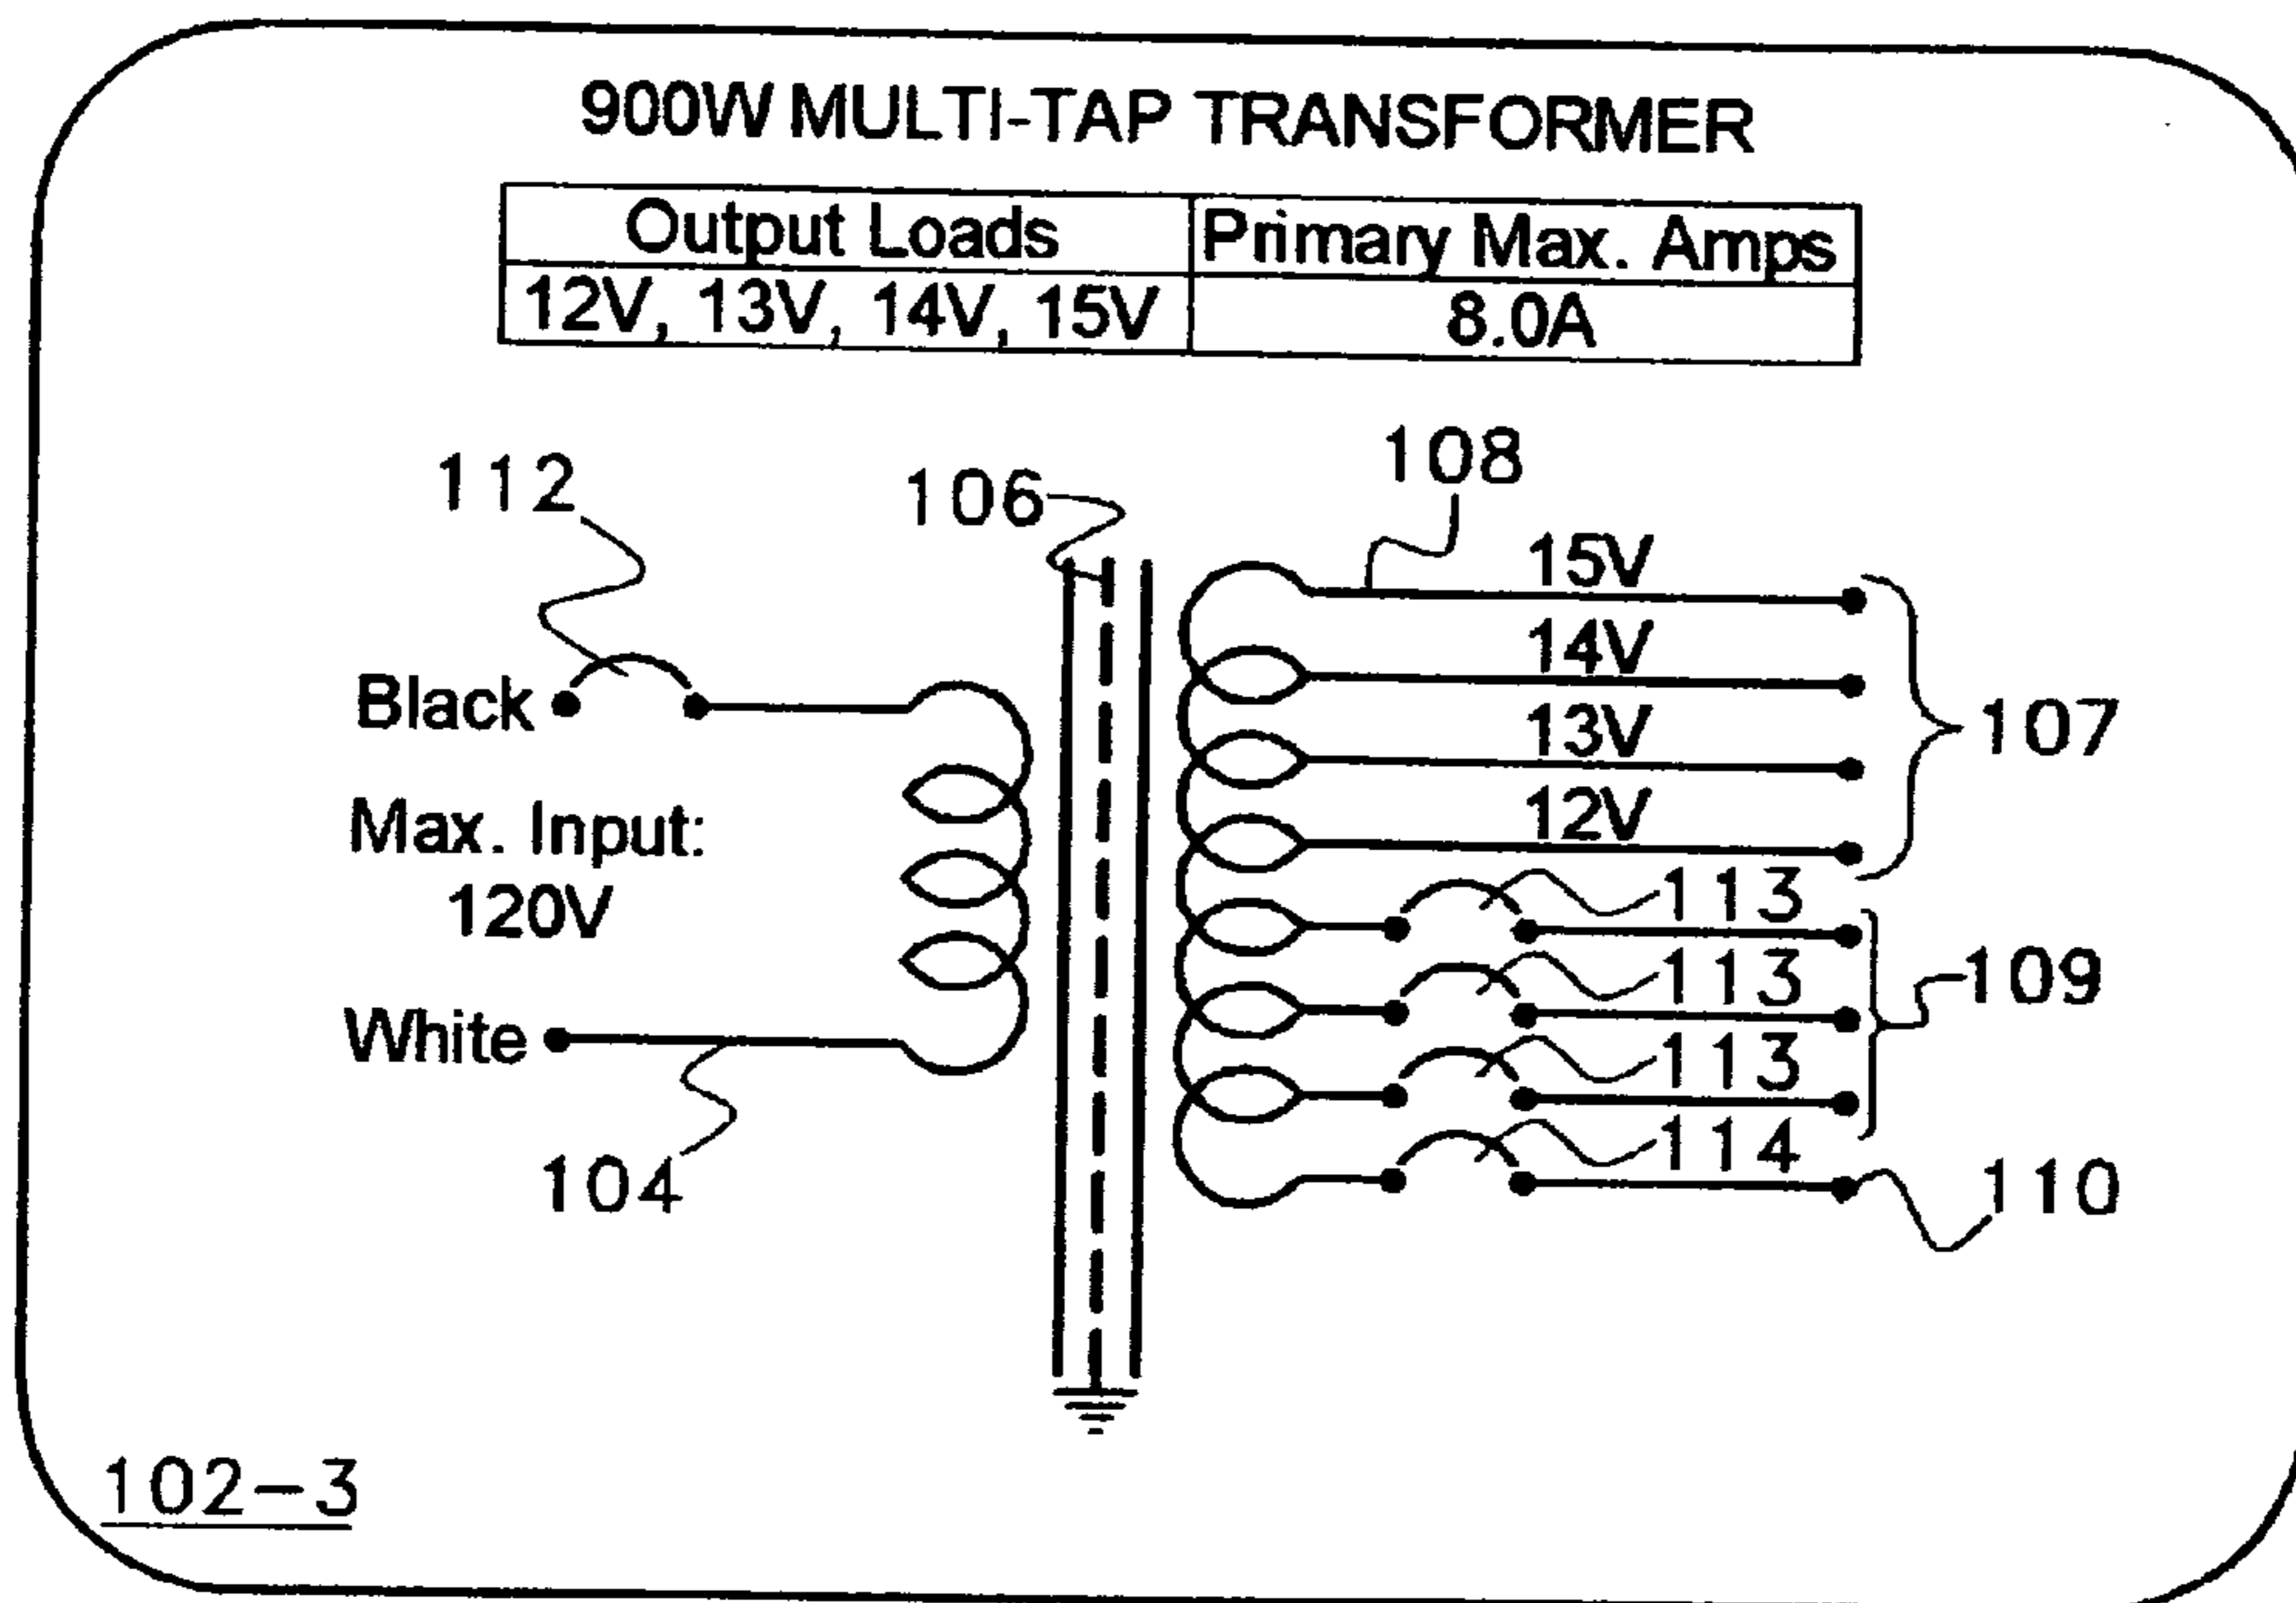 900W MULTI-TAP TRANSFORMER
Output Loads Primary Max. Amps
12V, 13V, 14V, 15V 8.0A
112
106
108
15V
14V
13V
12V
107
Black
Max. Input:
120V
White
104
113
113
113
114
109
110
102-3